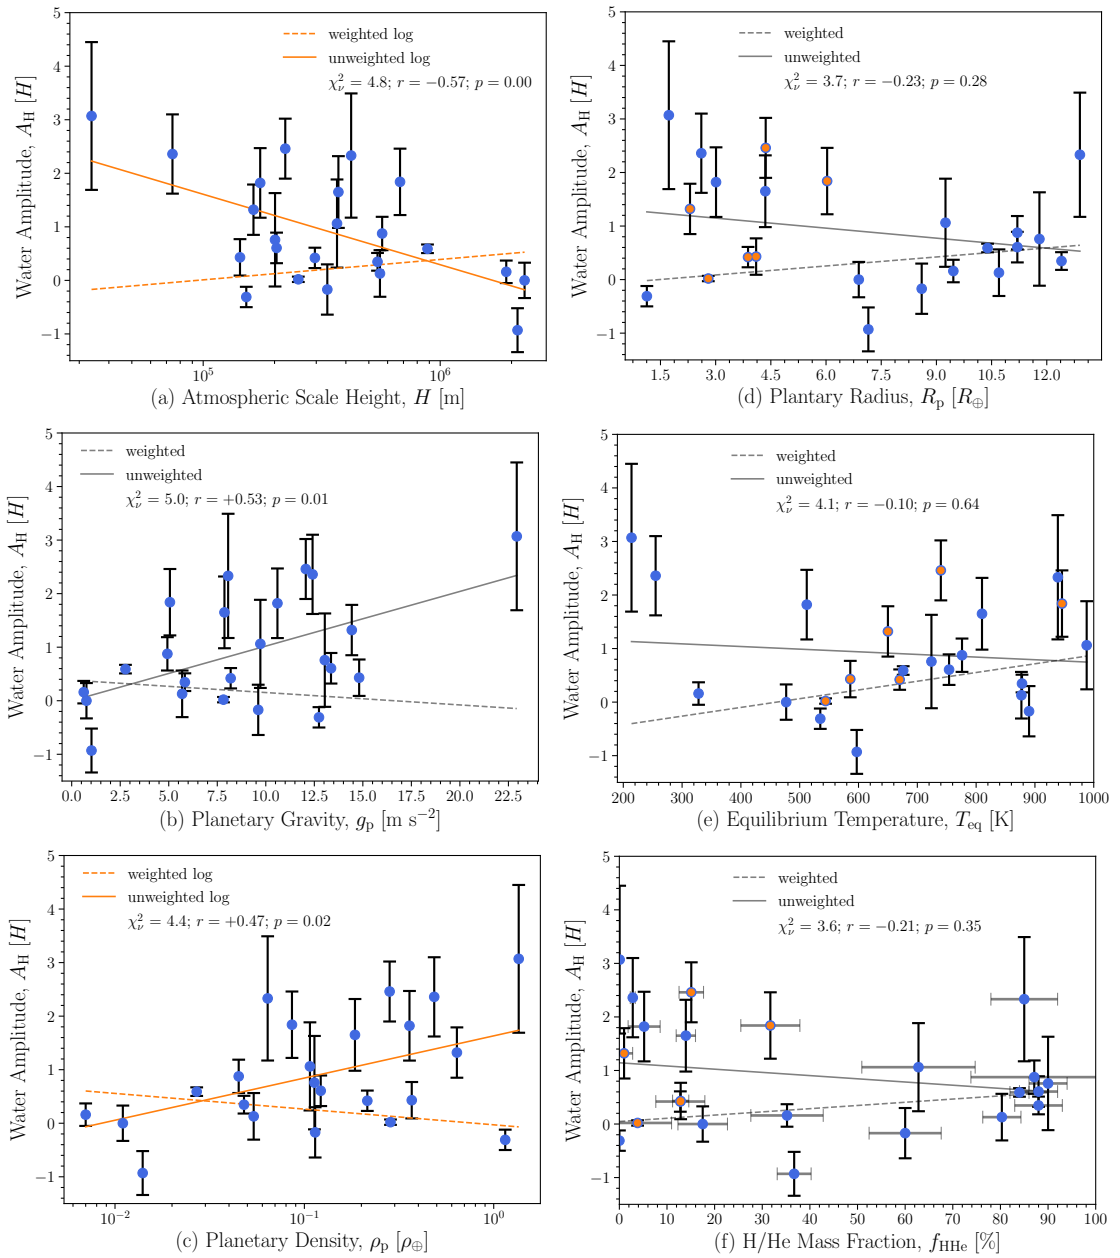 5
4
3
2
1
0
−1
Water Amplitude, A_H [H]
weighted log
unweighted log
χ²_ν = 4.8; r = −0.57; p = 0.00
10⁵
10⁶
(a) Atmospheric Scale Height, H [m]
5
4
3
2
1
0
−1
Water Amplitude, A_H [H]
weighted
unweighted
χ²_ν = 3.7; r = −0.23; p = 0.28
1.5 3.0 4.5 6.0 7.5 9.0 10.5 12.0
(d) Plantary Radius, R_p [R_⊕]
5
4
3
2
1
0
−1
Water Amplitude, A_H [H]
weighted
unweighted
χ²_ν = 5.0; r = +0.53; p = 0.01
0.0 2.5 5.0 7.5 10.0 12.5 15.0 17.5 20.0 22.5
(b) Planetary Gravity, g_p [m s⁻²]
5
4
3
2
1
0
−1
Water Amplitude, A_H [H]
weighted
unweighted
χ²_ν = 4.1; r = −0.10; p = 0.64
200 300 400 500 600 700 800 900 1000
(e) Equilibrium Temperature, T_eq [K]
5
4
3
2
1
0
−1
Water Amplitude, A_H [H]
weighted log
unweighted log
χ²_ν = 4.4; r = +0.47; p = 0.02
10⁻² 10⁻¹ 10⁰
(c) Planetary Density, ρ_p [ρ_⊕]
5
4
3
2
1
0
−1
Water Amplitude, A_H [H]
weighted
unweighted
χ²_ν = 3.6; r = −0.21; p = 0.35
0 10 20 30 40 50 60 70 80 90 100
(f) H/He Mass Fraction, f_HHe [%]